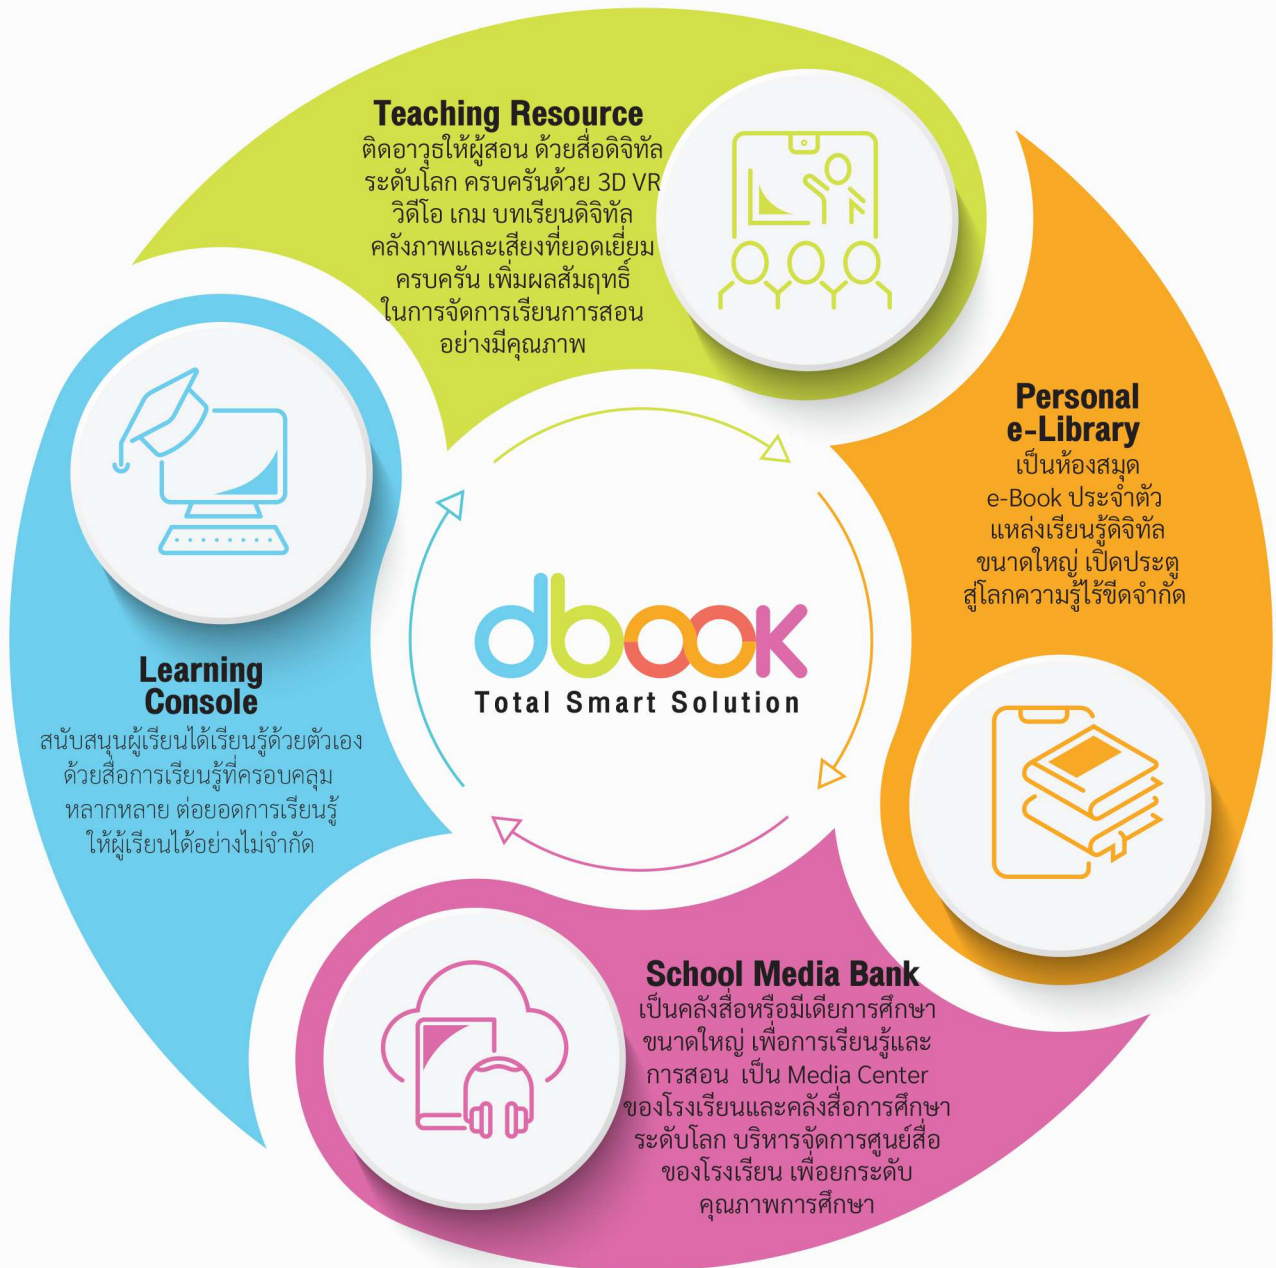 Teaching Resource
ติดอาวุธให้ผู้สอน ด้วยสื่อดิจิทัล
ระดับโลก ครบครันด้วย 3D VR
วิดีโอ เกม บทเรียนดิจิทัล
คลังภาพและเสียงที่ยอดเยี่ยม
ครบครัน เพิ่มผลสัมฤทธิ์
ในการจัดการเรียนการสอน
อย่างมีคุณภาพ
Personal
e-Library
เป็นห้องสมุด
e-Book ประจำตัว
แหล่งเรียนรู้ดิจิทัล
ขนาดใหญ่ เปิดประตู
สู่โลกความรู้ไร้ขีดจำกัด
dbook
Total Smart Solution
Learning
Console
สนับสนุนผู้เรียนได้เรียนรู้ด้วยตัวเอง
ด้วยสื่อการเรียนรู้ที่ครอบคลุม
หลากหลาย ต่อยอดการเรียนรู้
ให้ผู้เรียนได้อย่างไม่จำกัด
School Media Bank
เป็นคลังสื่อหรือมีเดียการศึกษา
ขนาดใหญ่ เพื่อการเรียนรู้และ
การสอน เป็น Media Center
ของโรงเรียนและคลังสื่อการศึกษา
ระดับโลก บริหารจัดการศูนย์สื่อ
ของโรงเรียน เพื่อยกระดับ
คุณภาพการศึกษา